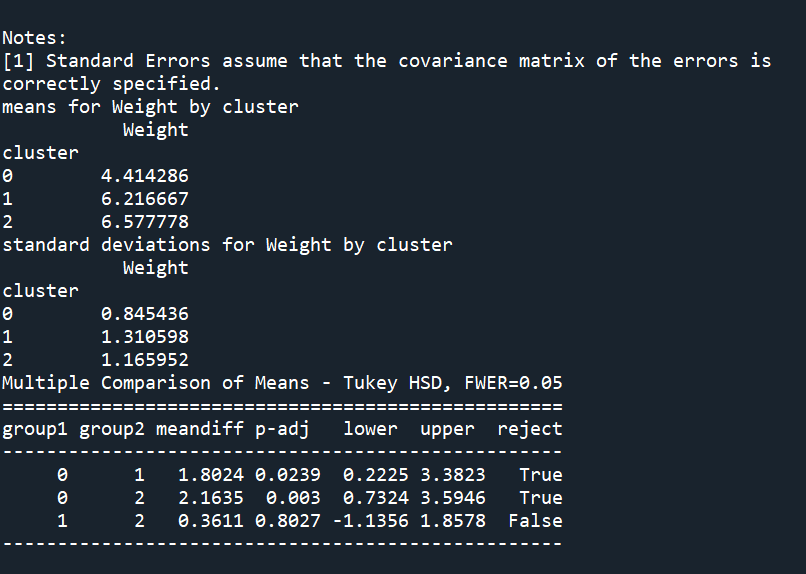 Notes:
[1] Standard Errors assume that the covariance matrix of the errors is
correctly specified.
means for Weight by cluster
           Weight
cluster
0        4.414286
1        6.216667
2        6.577778
standard deviations for Weight by cluster
           Weight
cluster
0        0.845436
1        1.310598
2        1.165952
Multiple Comparison of Means - Tukey HSD, FWER=0.05
===================================================
group1 group2 meandiff p-adj   lower  upper  reject
---------------------------------------------------
     0      1   1.8024 0.0239  0.2225 3.3823   True
     0      2   2.1635  0.003  0.7324 3.5946   True
     1      2   0.3611 0.8027 -1.1356 1.8578  False
---------------------------------------------------